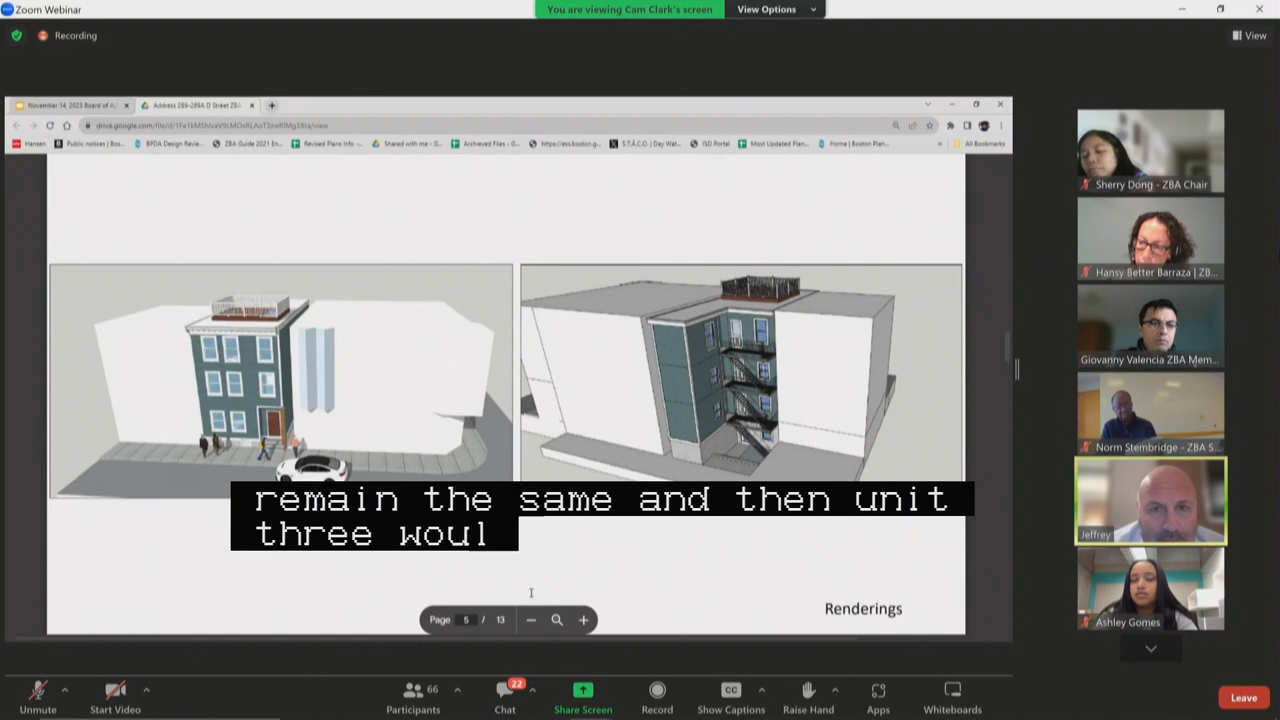 Zoom Webinar
You are viewing Cam Clark's screen
View Options
Recording
View
November 14, 2023 Board of A
Address 289-289A D Street ZBA
Hansen
Public notices | Bos...
BPDA Design Revie...
ZBA Guide 2021 En...
Revised Plans Info -...
Shared with me - G...
Archieved Files - G...
https://ess.boston.g...
S.T.A.C.O. | Day Wat...
ISD Portal
Most Updated Plan...
Home | Boston Plan...
»
All Bookmarks
Sherry Dong - ZBA Chair
Hansy Better Barraza | ZB...
Giovanny Valencia ZBA Mem...
Norm Stembridge - ZBA S...
Jeffrey
Ashley Gomes
remain the same and then unit
three woul
Renderings
Page 5 / 13
Unmute
Start Video
Participants
66
Chat
22
Share Screen
Record
CC
Show Captions
Raise Hand
Apps
Whiteboards
Leave